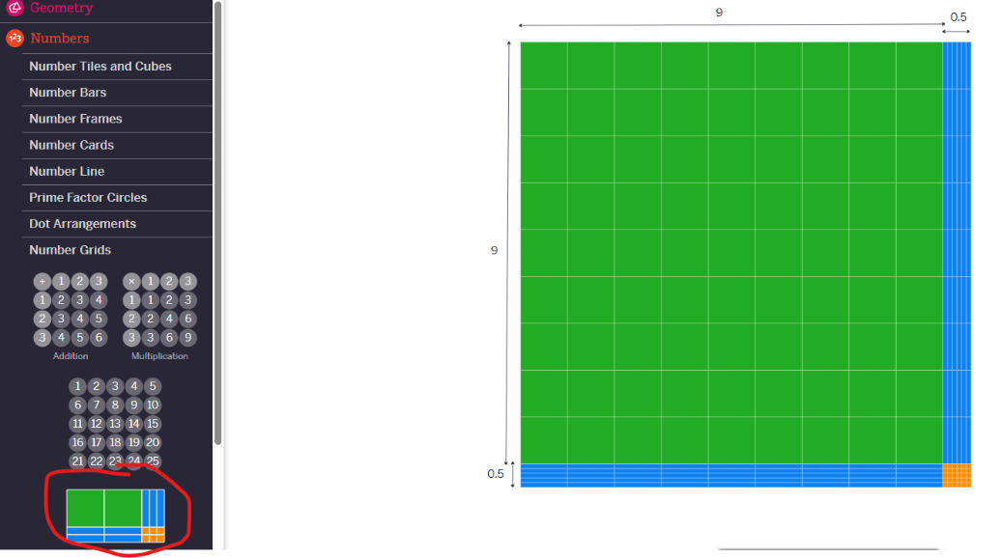 Geometry
123 Numbers
Number Tiles and Cubes
Number Bars
Number Frames
Number Cards
Number Line
Prime Factor Circles
Dot Arrangements
Number Grids
+ 1 2 3
1 2 3 4
2 3 4 5
3 4 5 6
Addition
× 1 2 3
1 1 2 3
2 2 4 6
3 3 6 9
Multiplication
1 2 3 4 5
6 7 8 9 10
11 12 13 14 15
16 17 18 19 20
21 22 23 24 25
9
0.5
9
0.5